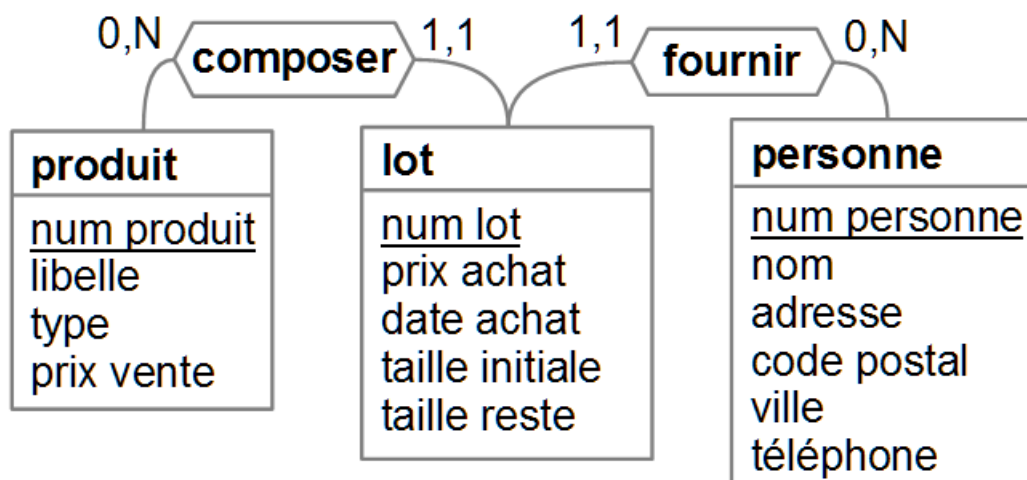 0,N
composer
1,1
1,1
fournir
0,N
produit
num produit
libelle
type
prix vente
lot
num lot
prix achat
date achat
taille initiale
taille reste
personne
num personne
nom
adresse
code postal
ville
téléphone